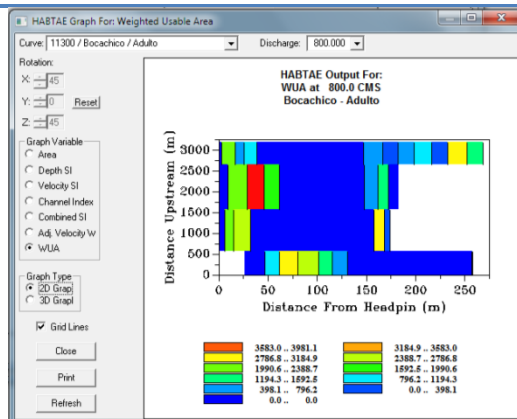 HABTAE Graph For: Weighted Usable Area
Curve: 11300 / Bocachico / Adulto
Discharge: 800.000
Rotation:
X: 45
Y: 0 Reset
Z: 45
Graph Variable
Area
Depth SI
Velocity SI
Channel Index
Combined SI
Adj. Velocity W
WUA
Graph Type
2D Grap
3D Grapl
Grid Lines
Close
Print
Refresh
HABTAE Output For:
WUA at 800.0 CMS
Bocachico - Adulto
Distance Upstream (m)
3000
2500
2000
1500
1000
500
0
0 50 100 150 200 250
Distance From Headpin (m)
3583.0 .. 3981.1 3184.9 .. 3583.0
2786.8 .. 3184.9 2388.7 .. 2786.8
1990.6 .. 2388.7 1592.5 .. 1990.6
1194.3 .. 1592.5 796.2 .. 1194.3
398.1 .. 796.2 0.0 .. 398.1
0.0 .. 0.0